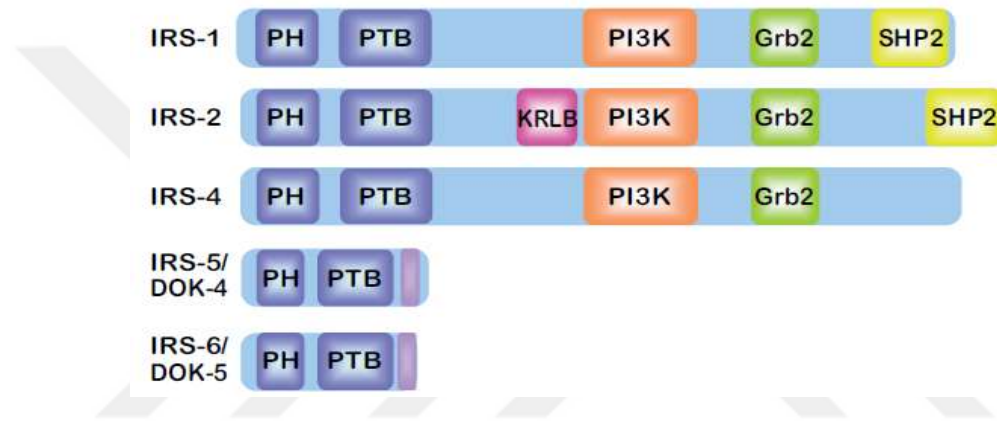 IRS-1 PH PTB PI3K Grb2 SHP2
IRS-2 PH PTB KRLB PI3K Grb2 SHP2
IRS-4 PH PTB PI3K Grb2
IRS-5/
DOK-4 PH PTB
IRS-6/
DOK-5 PH PTB